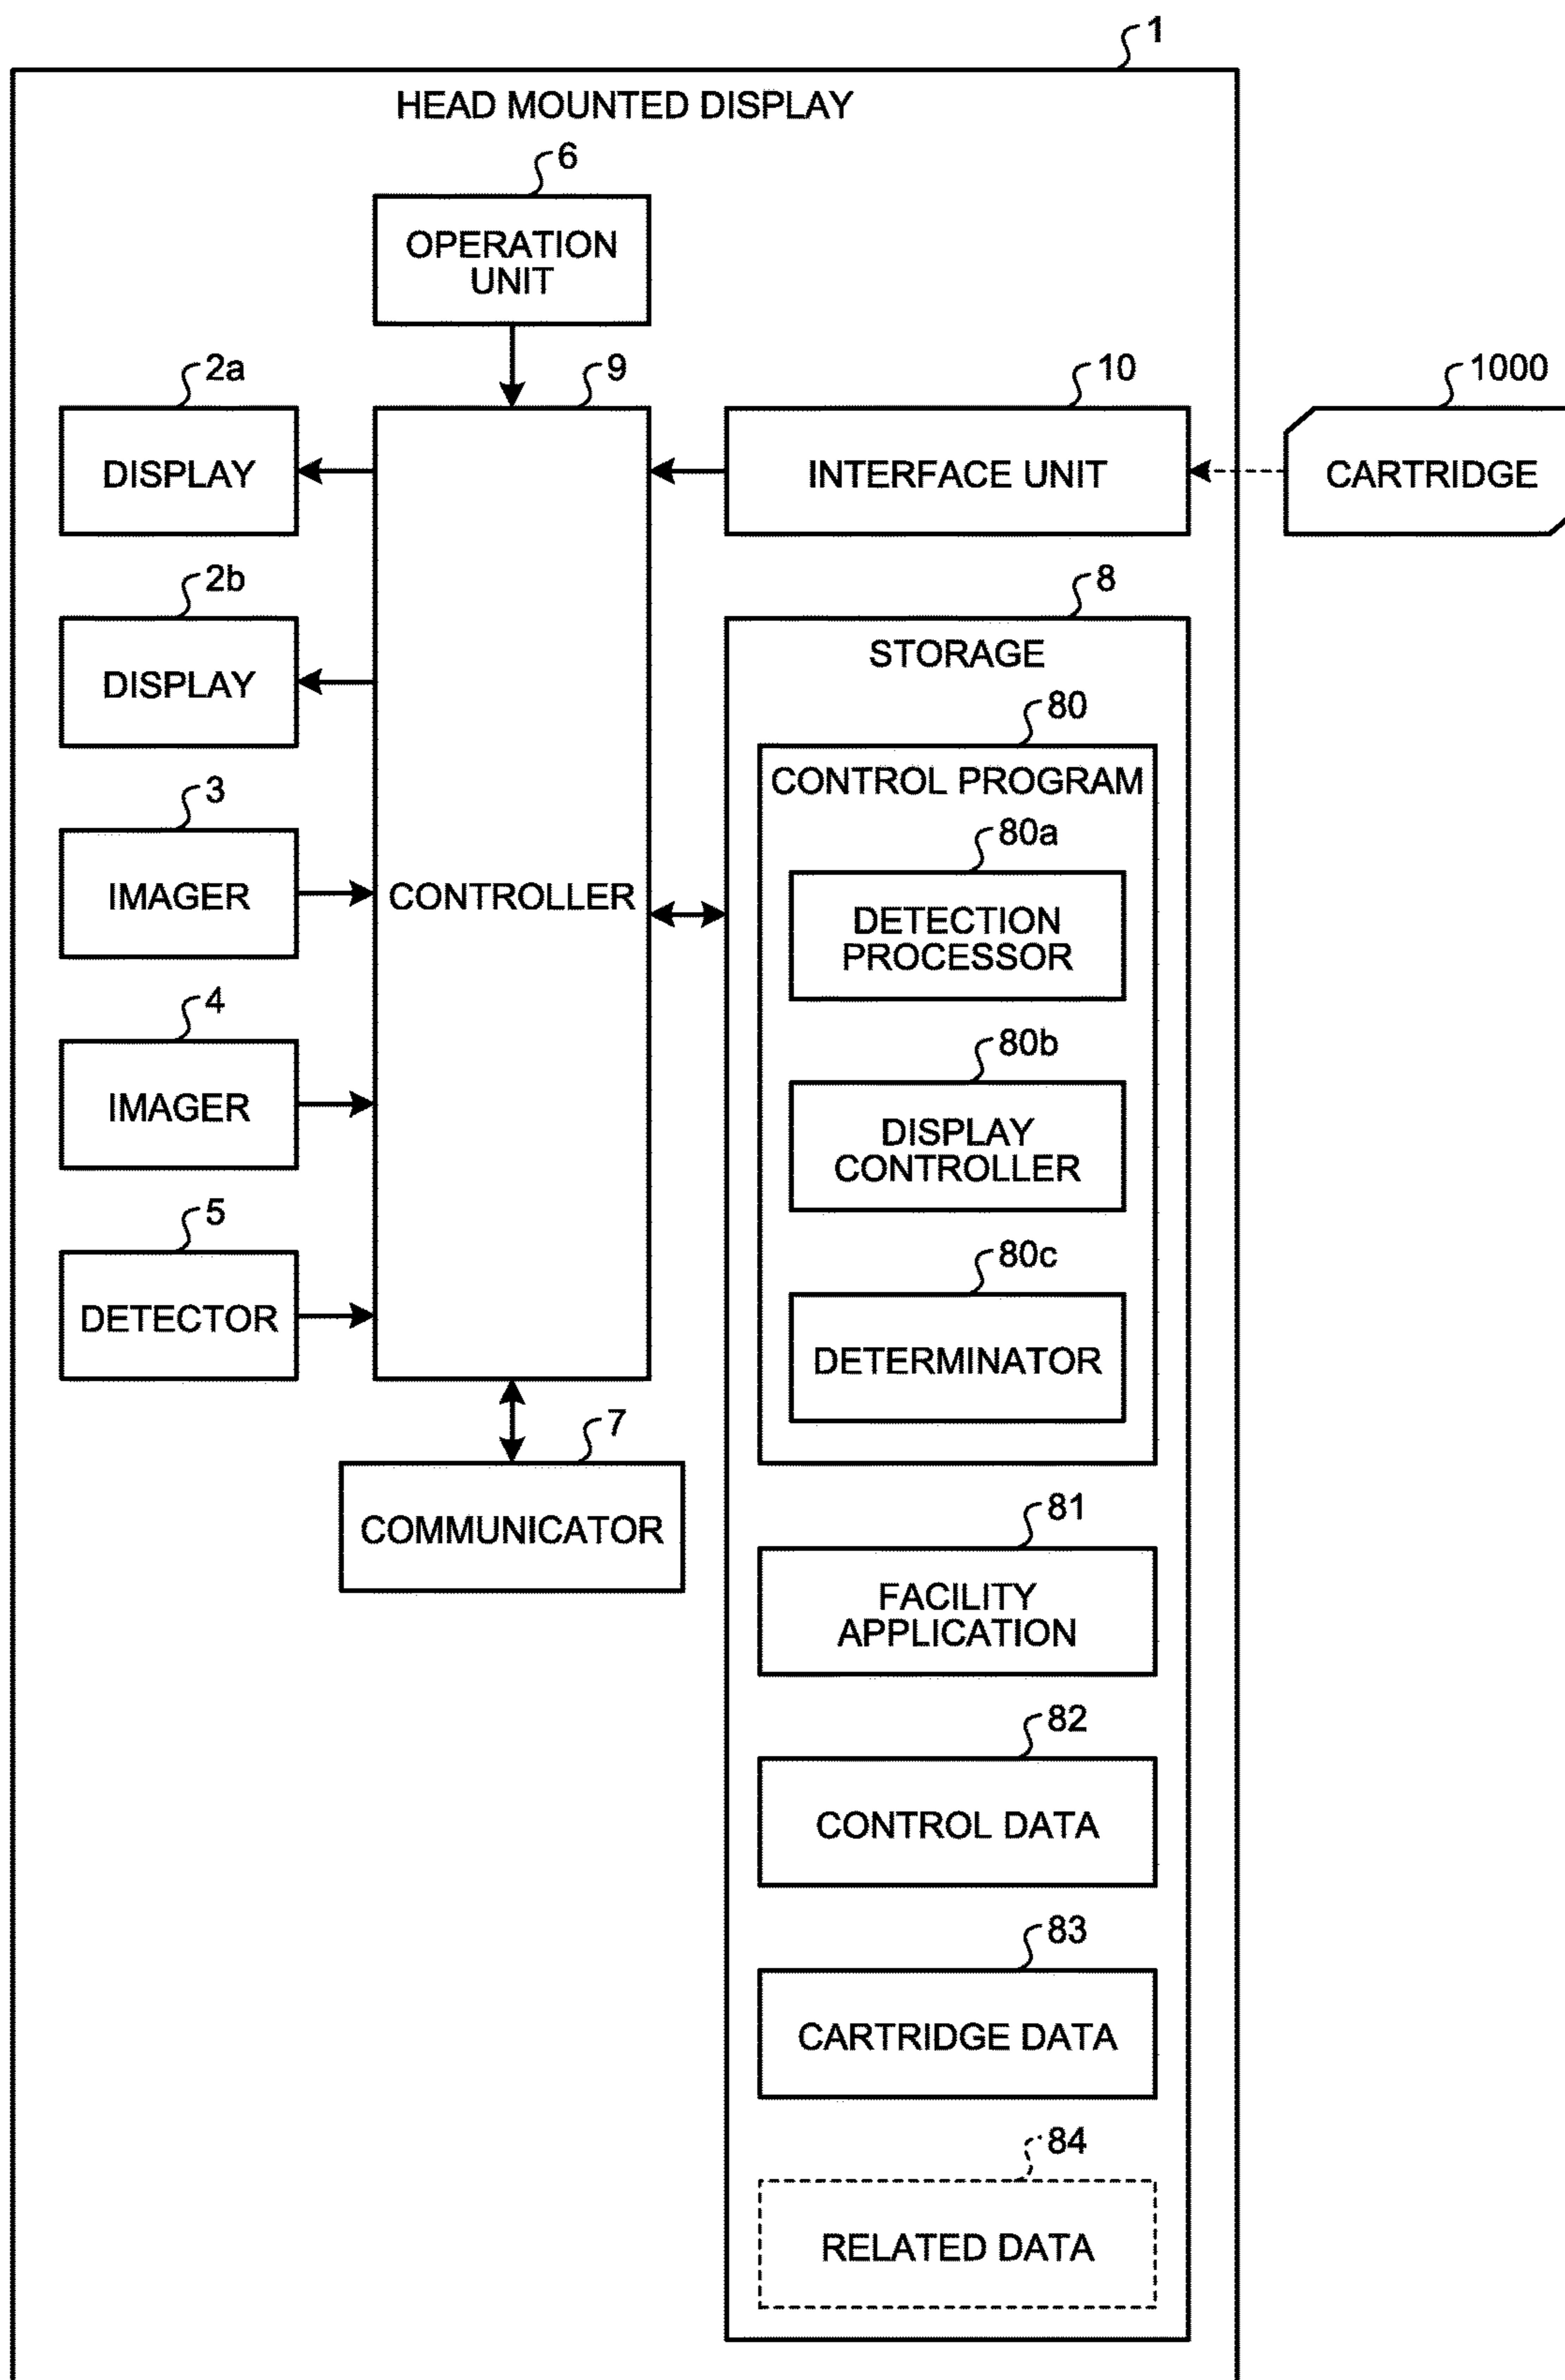 1
HEAD MOUNTED DISPLAY
6
OPERATION
UNIT
2a
9
10
1000
DISPLAY
INTERFACE UNIT
CARTRIDGE
2b
8
DISPLAY
STORAGE
80
CONTROL PROGRAM
3
80a
IMAGER
CONTROLLER
DETECTION
PROCESSOR
4
80b
IMAGER
DISPLAY
CONTROLLER
5
80c
DETECTOR
DETERMINATOR
7
COMMUNICATOR
81
FACILITY
APPLICATION
82
CONTROL DATA
83
CARTRIDGE DATA
84
RELATED DATA